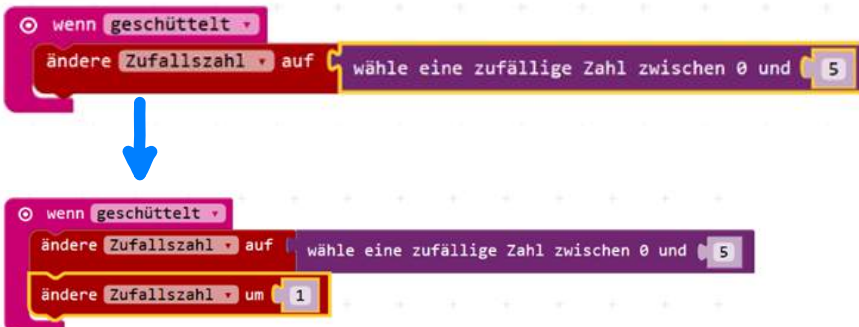 wenn geschüttelt
ändere Zufallszahl auf wähle eine zufällige Zahl zwischen 0 und 5
wenn geschüttelt
ändere Zufallszahl auf wähle eine zufällige Zahl zwischen 0 und 5
ändere Zufallszahl um 1